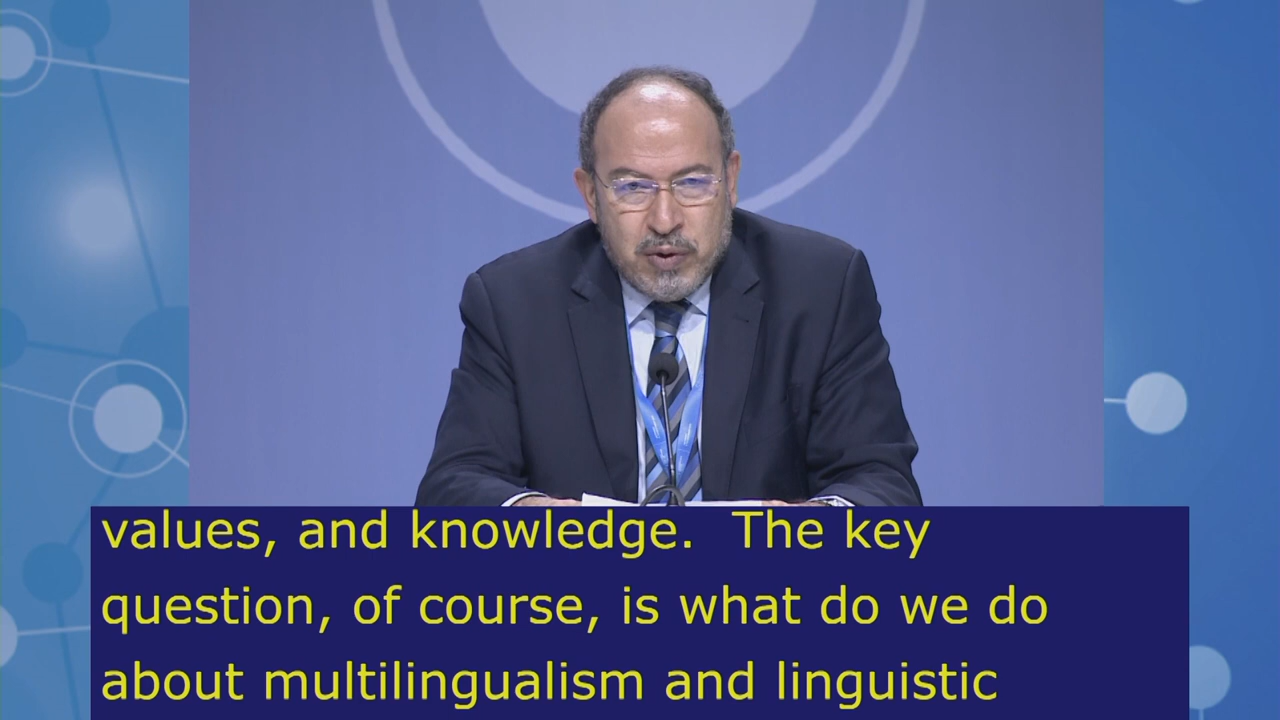 values, and knowledge.  The key
question, of course, is what do we do
about multilingualism and linguistic